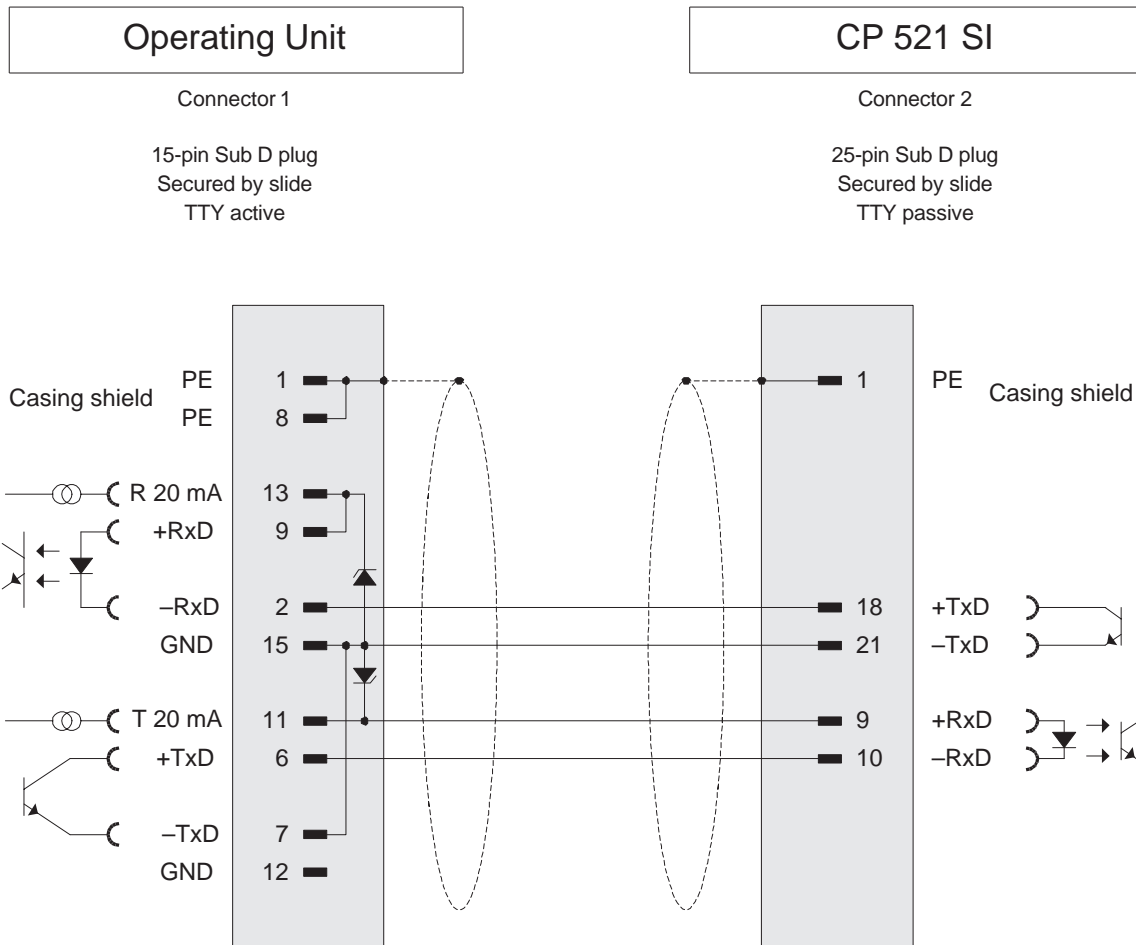 Operating Unit
CP 521 SI
Connector 1
Connector 2
15-pin Sub D plug
Secured by slide
TTY active
25-pin Sub D plug
Secured by slide
TTY passive
Casing shield
PE 1
PE 8
1 PE
Casing shield
R 20 mA 13
+RxD 9
–RxD 2
18 +TxD
GND 15
21 –TxD
T 20 mA 11
9 +RxD
+TxD 6
10 –RxD
–TxD 7
GND 12